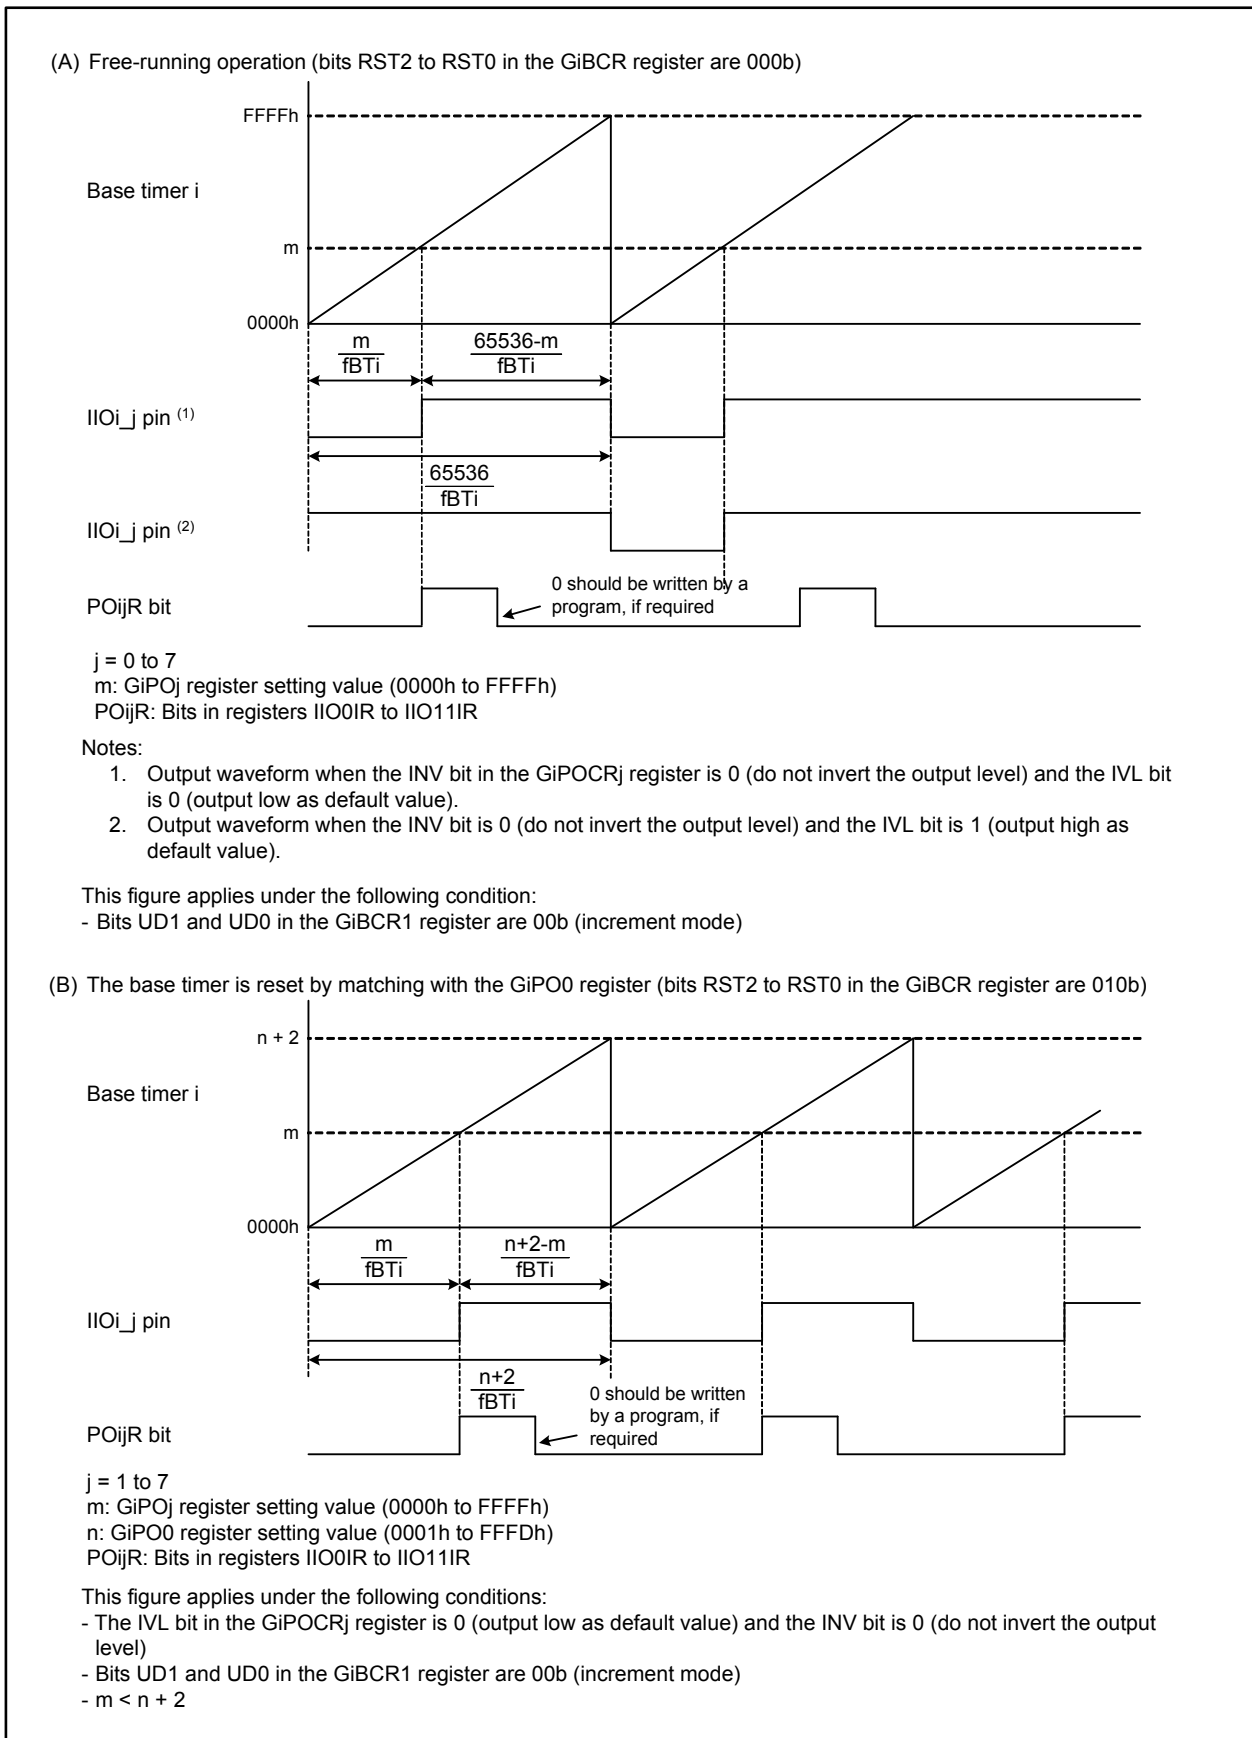 (A) Free-running operation (bits RST2 to RST0 in the GiBCR register are 000b)
FFFFh
Base timer i
m
0000h
m
fBTi
65536-m
fBTi
IIOi_j pin (1)
65536
fBTi
IIOi_j pin (2)
0 should be written by a
program, if required
POijR bit
j = 0 to 7
m: GiPOj register setting value (0000h to FFFFh)
POijR: Bits in registers IIO0IR to IIO11IR
Notes:
1. Output waveform when the INV bit in the GiPOCRj register is 0 (do not invert the output level) and the IVL bit
is 0 (output low as default value).
2. Output waveform when the INV bit is 0 (do not invert the output level) and the IVL bit is 1 (output high as
default value).
This figure applies under the following condition:
- Bits UD1 and UD0 in the GiBCR1 register are 00b (increment mode)
(B) The base timer is reset by matching with the GiPO0 register (bits RST2 to RST0 in the GiBCR register are 010b)
n + 2
Base timer i
m
0000h
m
fBTi
n+2-m
fBTi
IIOi_j pin
n+2
fBTi
0 should be written
by a program, if
required
POijR bit
j = 1 to 7
m: GiPOj register setting value (0000h to FFFFh)
n: GiPO0 register setting value (0001h to FFFDh)
POijR: Bits in registers IIO0IR to IIO11IR
This figure applies under the following conditions:
- The IVL bit in the GiPOCRj register is 0 (output low as default value) and the INV bit is 0 (do not invert the output
level)
- Bits UD1 and UD0 in the GiBCR1 register are 00b (increment mode)
- m < n + 2